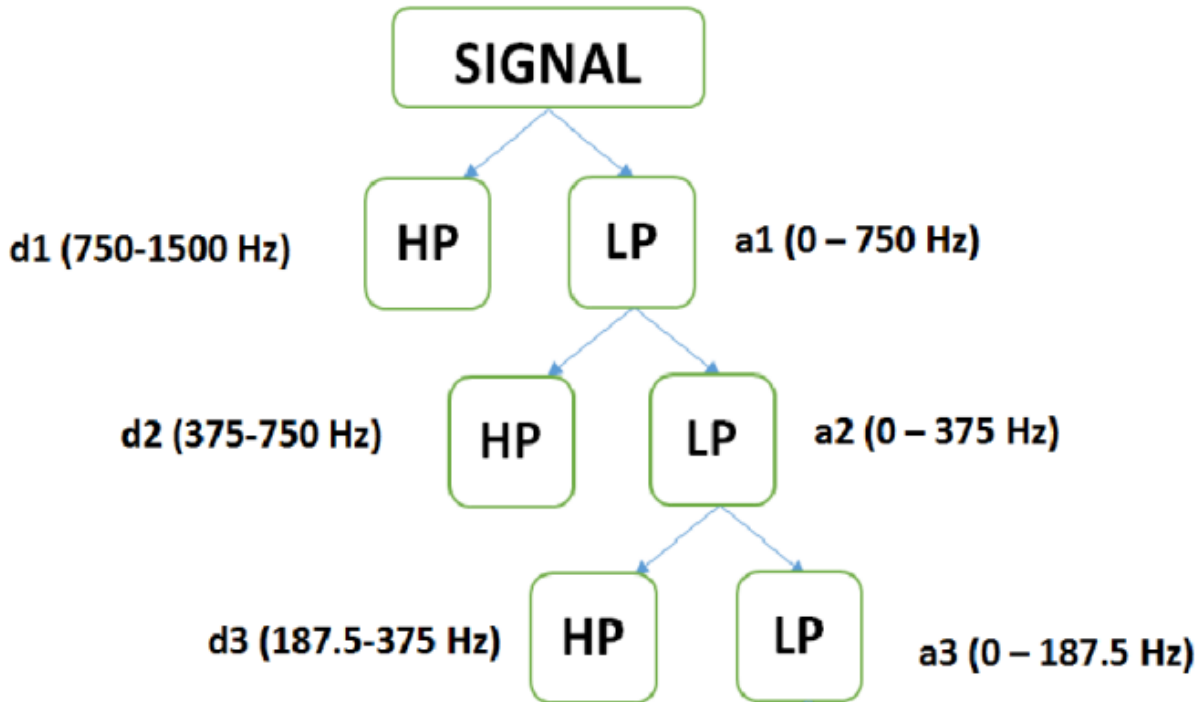 SIGNAL
d1 (750-1500 Hz)
HP
LP
a1 (0 – 750 Hz)
d2 (375-750 Hz)
HP
LP
a2 (0 – 375 Hz)
d3 (187.5-375 Hz)
HP
LP
a3 (0 – 187.5 Hz)